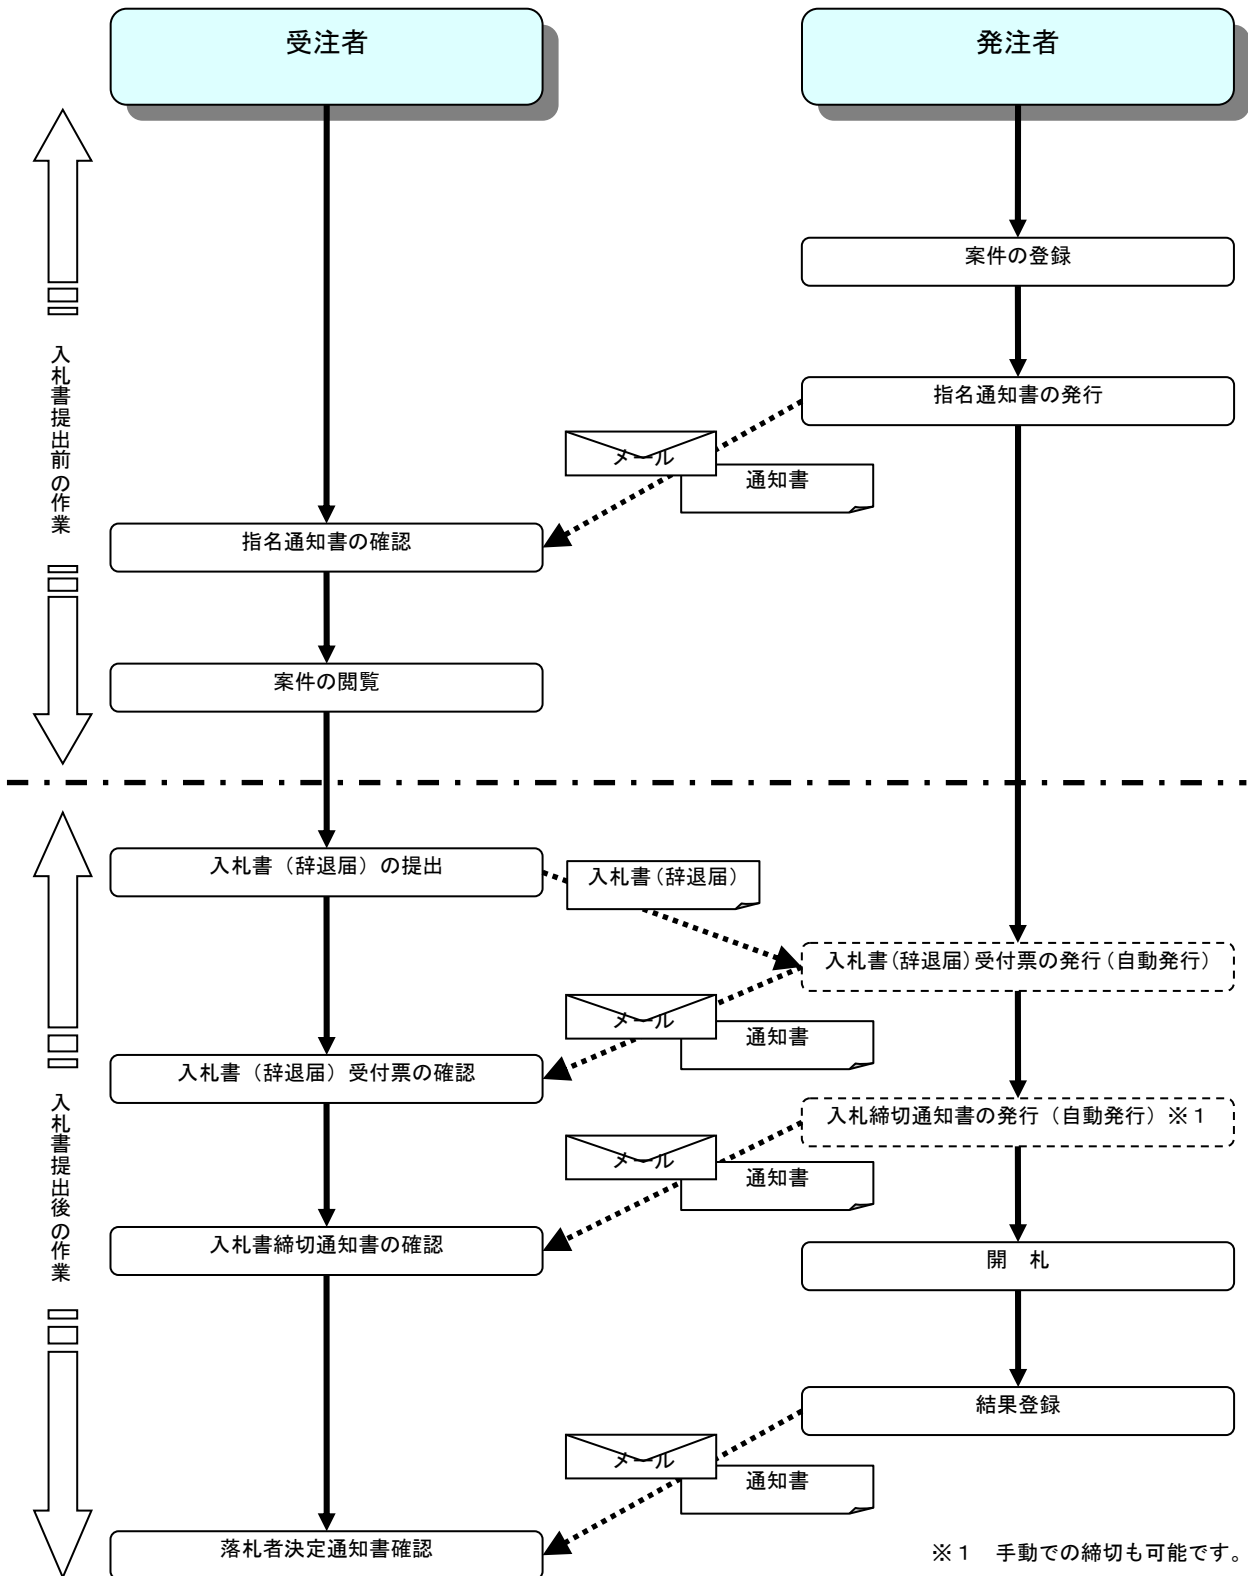 受注者
発注者
案件の登録
指名通知書の発行
メール
通知書
指名通知書の確認
案件の閲覧
入札書提出前の作業
入札書（辞退届）の提出
入札書（辞退届）
入札書（辞退届）受付票の発行（自動発行）
メール
通知書
入札書（辞退届）受付票の確認
入札締切通知書の発行（自動発行）※１
メール
通知書
入札書締切通知書の確認
開　札
結果登録
メール
通知書
落札者決定通知書確認
入札書提出後の作業
※１　手動での締切も可能です。